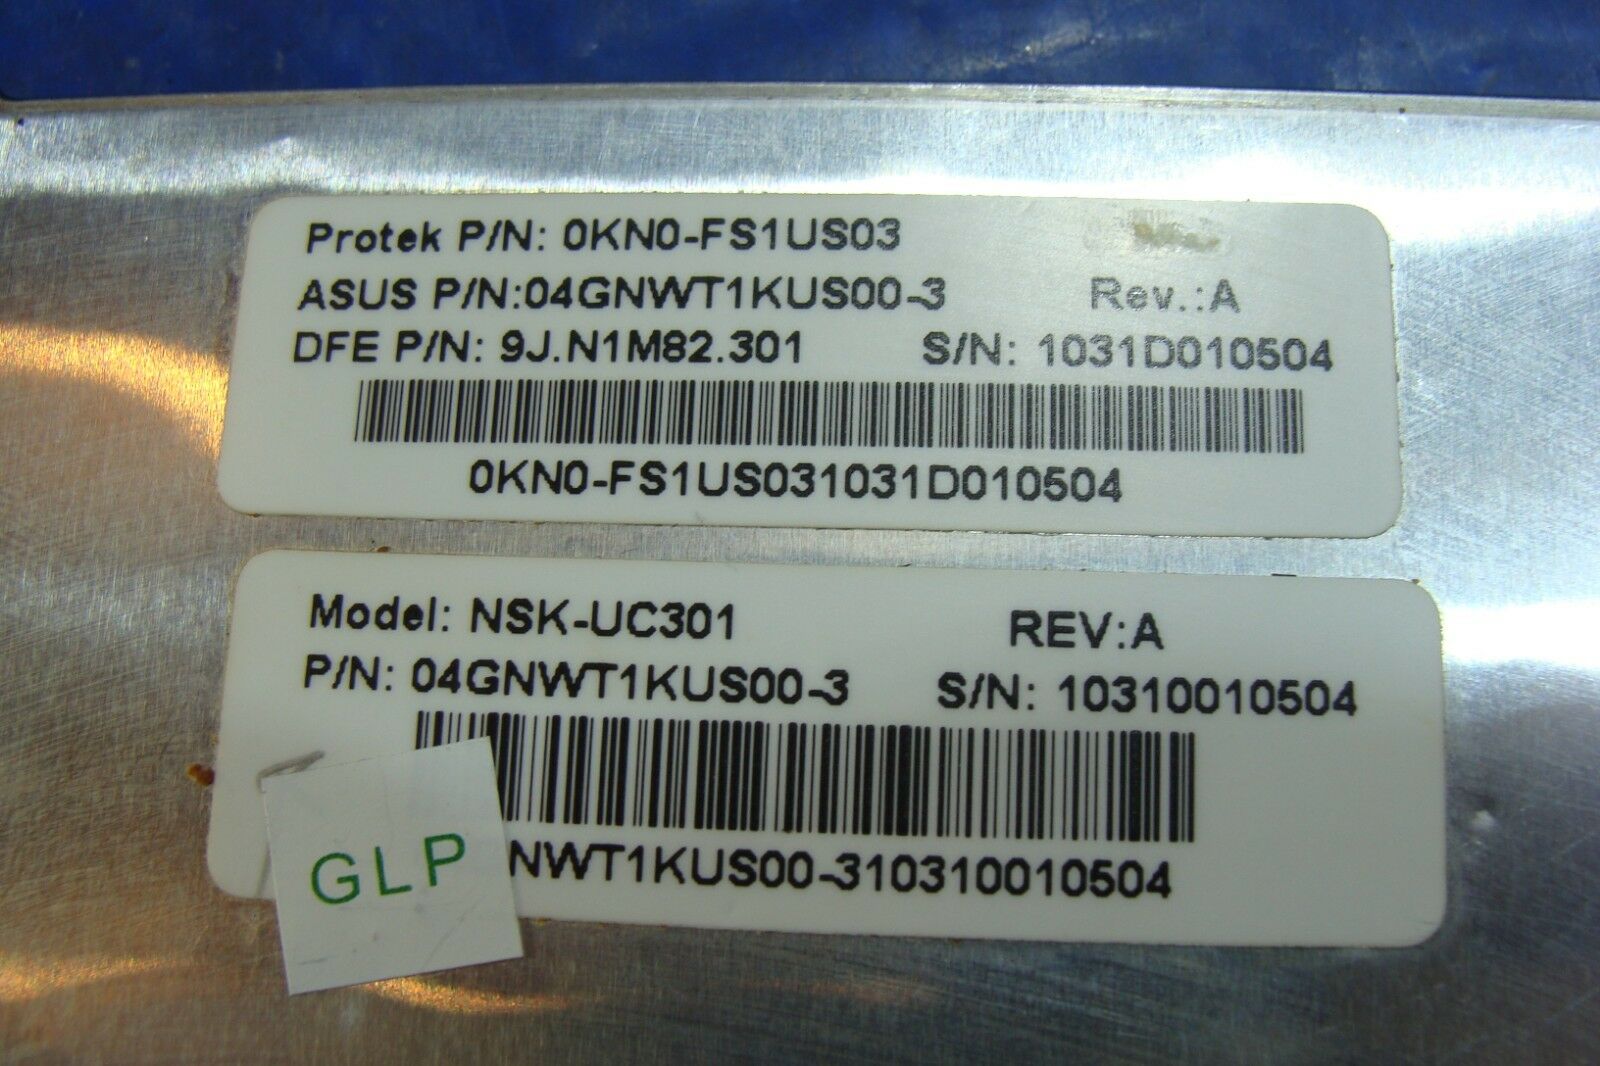 Protek P/N: 0KN0-FS1US03
ASUS P/N:04GNWT1KUS00-3 Rev.:A
DFE P/N: 9J.N1M82.301 S/N: 1031D010504
0KN0-FS1US031031D010504
Model: NSK-UC301 REV:A
P/N: 04GNWT1KUS00-3 S/N: 10310010504
NWT1KUS00-310310010504
GLP